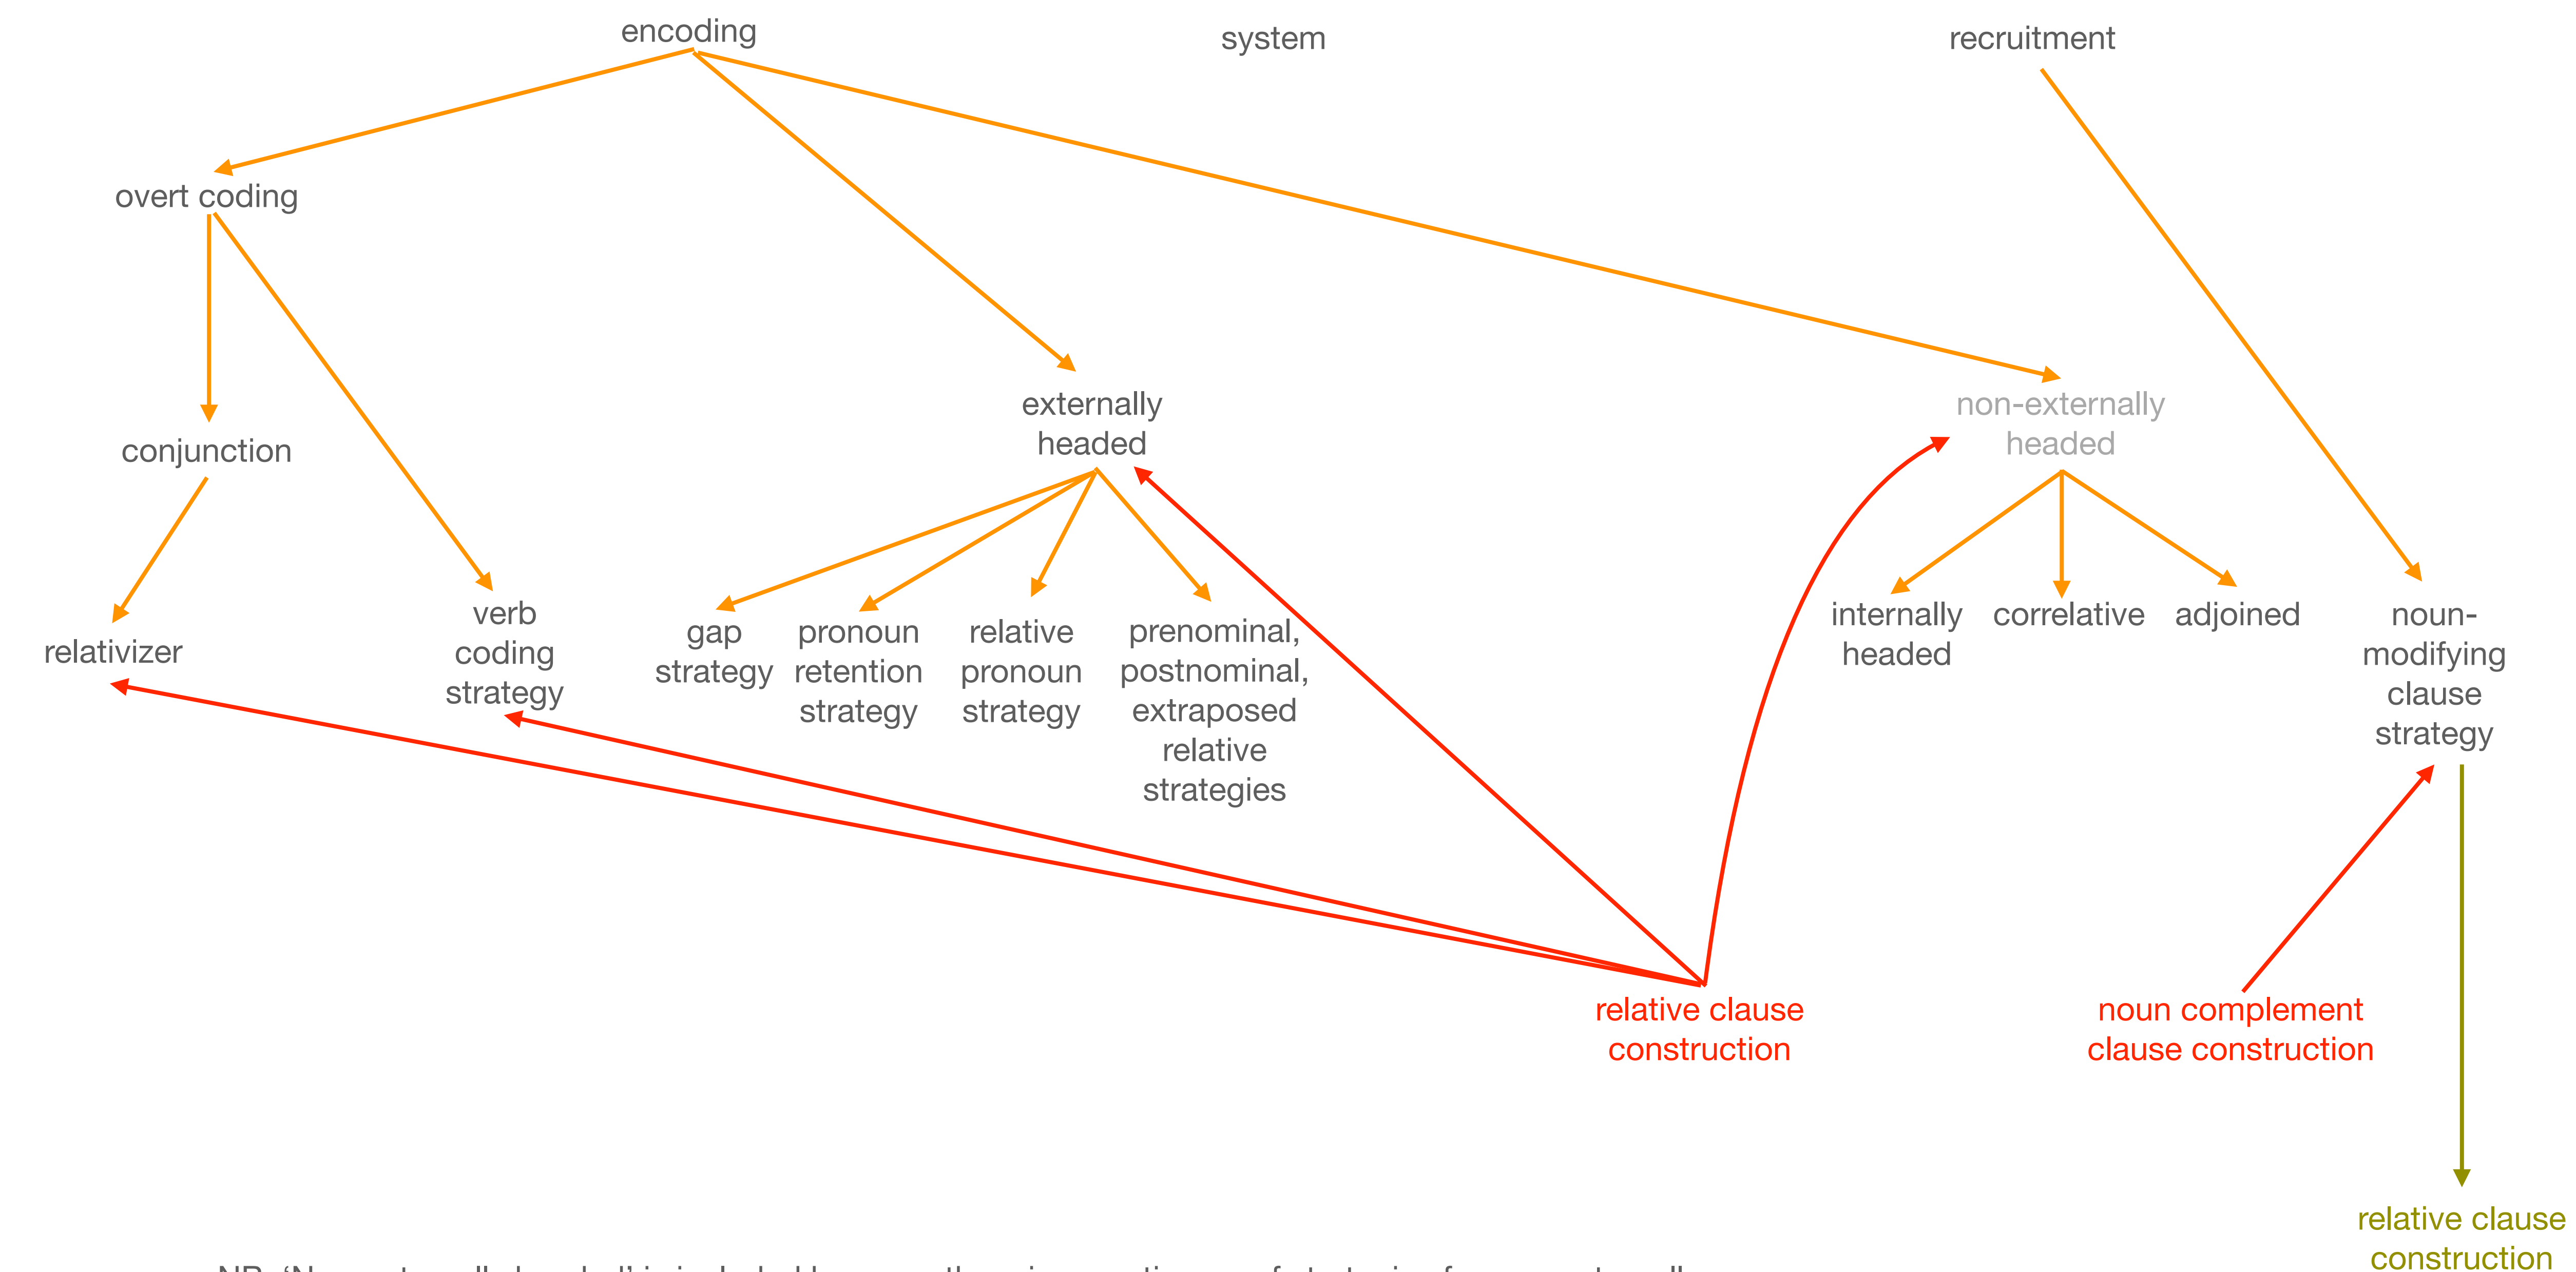 encoding
system
recruitment
overt coding
externally
headed
non-externally
headed
conjunction
relativizer
verb
coding
strategy
gap
strategy
pronoun
retention
strategy
relative
pronoun
strategy
prenominal,
postnominal,
extraposed
relative
strategies
internally
headed
correlative
adjoined
noun-
modifying
clause
strategy
relative clause
construction
noun complement
clause construction
relative clause
construction